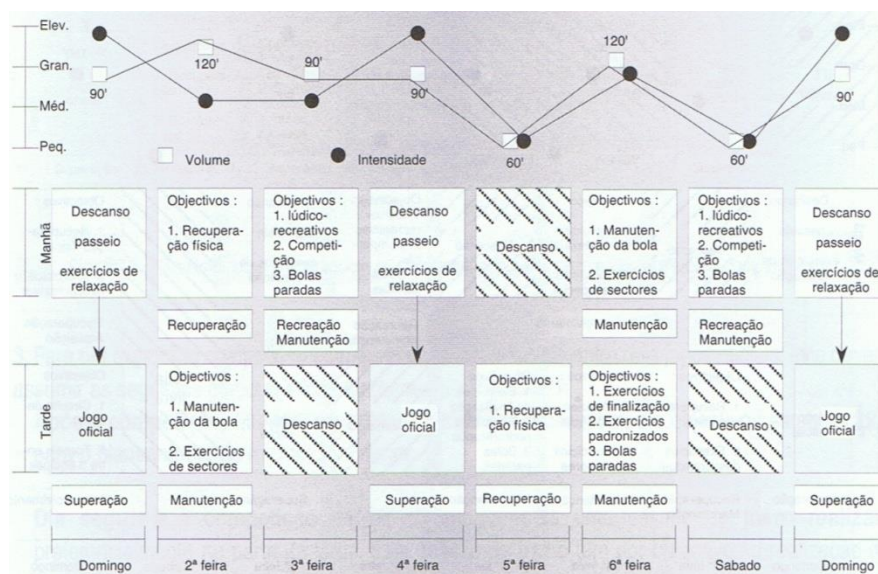 Elev.
Gran.
Méd.
Peq.
90'
120'
90'
90'
60'
120'
60'
90'
Volume
Intensidade
Manhã
Descanso
passeio
exercícios de
relaxação
Objectivos :
1. Recupera-
ção física
Objectivos :
1. lúdico-
recreativos
2. Competi-
ção
3. Bolas
paradas
Descanso
passeio
exercícios de
relaxação
Descanso
Objectivos :
1. Manuten-
ção da bola
2. Exercícios
de sectores
Objectivos :
1. lúdico-
recreativos
2. Competi-
ção
3. Bolas
paradas
Descanso
passeio
exercícios de
relaxação
Recuperação
Recreação
Manutenção
Manutenção
Recreação
Manutenção
Tarde
Jogo
oficial
Objectivos :
1. Manuten-
ção da bola
2. Exercícios
de sectores
Descanso
Jogo
oficial
Objectivos :
1. Recupera-
ção física
Objectivos :
1. Exercícios
de finalização
2. Exercícios
padronizados
3. Bolas
paradas
Descanso
Jogo
oficial
Superação
Manutenção
Superação
Recuperação
Manutenção
Superação
Domingo
2ª feira
3ª feira
4ª feira
5ª feira
6ª feira
Sabado
Domingo